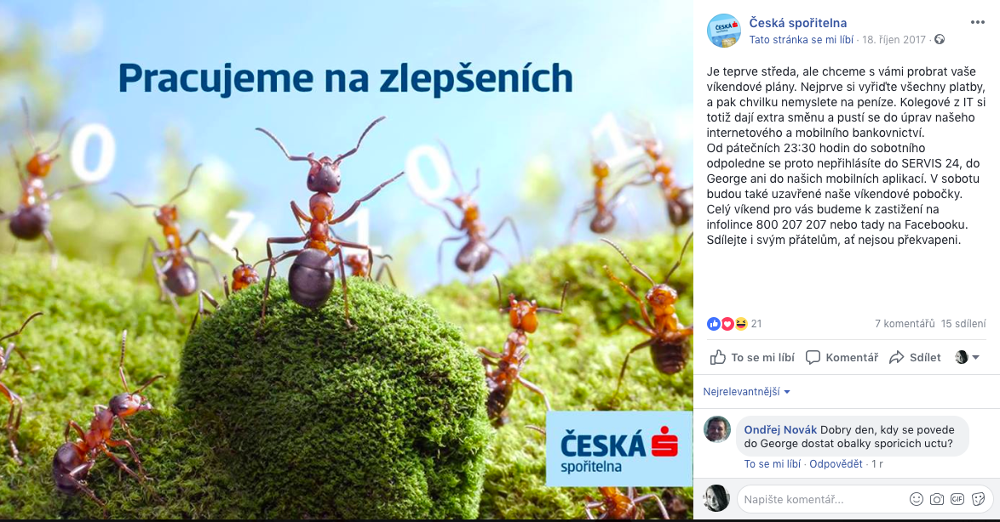 Pracujeme na zlepšeních
0
0
1
1
1
ČESKÁ
spořitelna
Česká spořitelna
Tato stránka se mi líbí · 18. říjen 2017 ·
Je teprve středa, ale chceme s vámi probrat vaše
víkendové plány. Nejprve si vyřiďte všechny platby,
a pak chvilku nemyslete na peníze. Kolegové z IT si
totiž dají extra směnu a pustí se do úprav našeho
internetového a mobilního bankovnictví.
Od pátečních 23:30 hodin do sobotního
odpoledne se proto nepřihlásíte do SERVIS 24, do
George ani do našich mobilních aplikací. V sobotu
budou také uzavřené naše víkendové pobočky.
Celý víkend pro vás budeme k zastižení na
infolince 800 207 207 nebo tady na Facebooku.
Sdílejte i svým přátelům, ať nejsou překvapeni.
21 7 komentářů 15 sdílení
To se mi líbí Komentář Sdílet
Nejrelevantnější
Ondřej Novák Dobry den, kdy se povede
do George dostat obalky sporicich uctu?
To se mi líbí · Odpovědět · 1 r
Napište komentář...
GIF